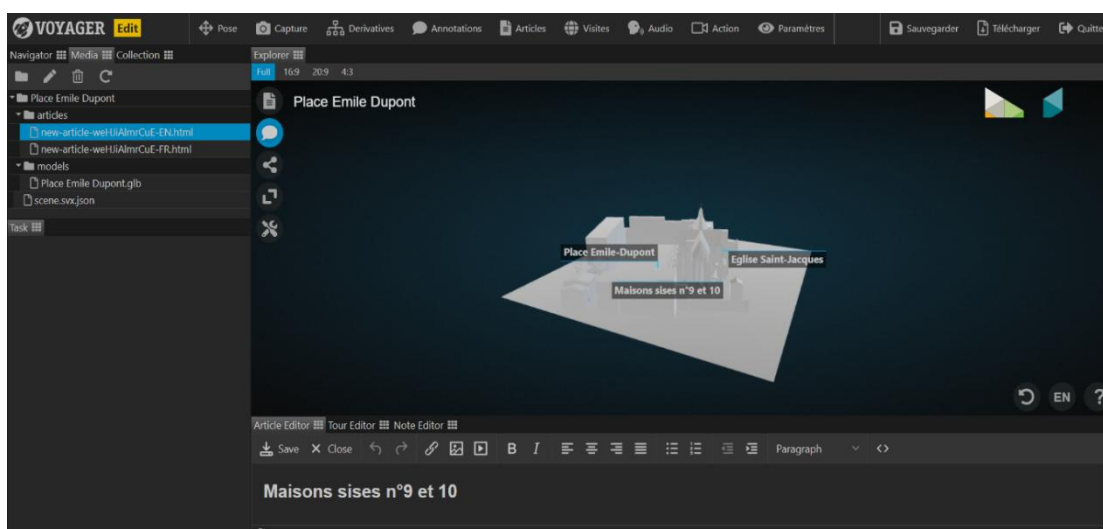 VOYAGER Edit Pose Capture Derivatives Annotations Articles Visites Audio Action Paramètres Sauvegarder Télécharger Quitte
Navigator Media Collection
Explorer
Full 16:9 20:9 4:3
Place Emile Dupont
articles
new-article-weHJiAlmrCuE-EN.html
new-article-weHJiAlmrCuE-FR.html
models
Place Emile Dupont.glb
scene.svx.json
Task
Place Emile Dupont
Place Emile-Dupont
Eglise Saint-Jacques
Maisons sises n°9 et 10
EN ?
Article Editor Tour Editor Note Editor
Save Close B I Paragraph
Maisons sises n°9 et 10